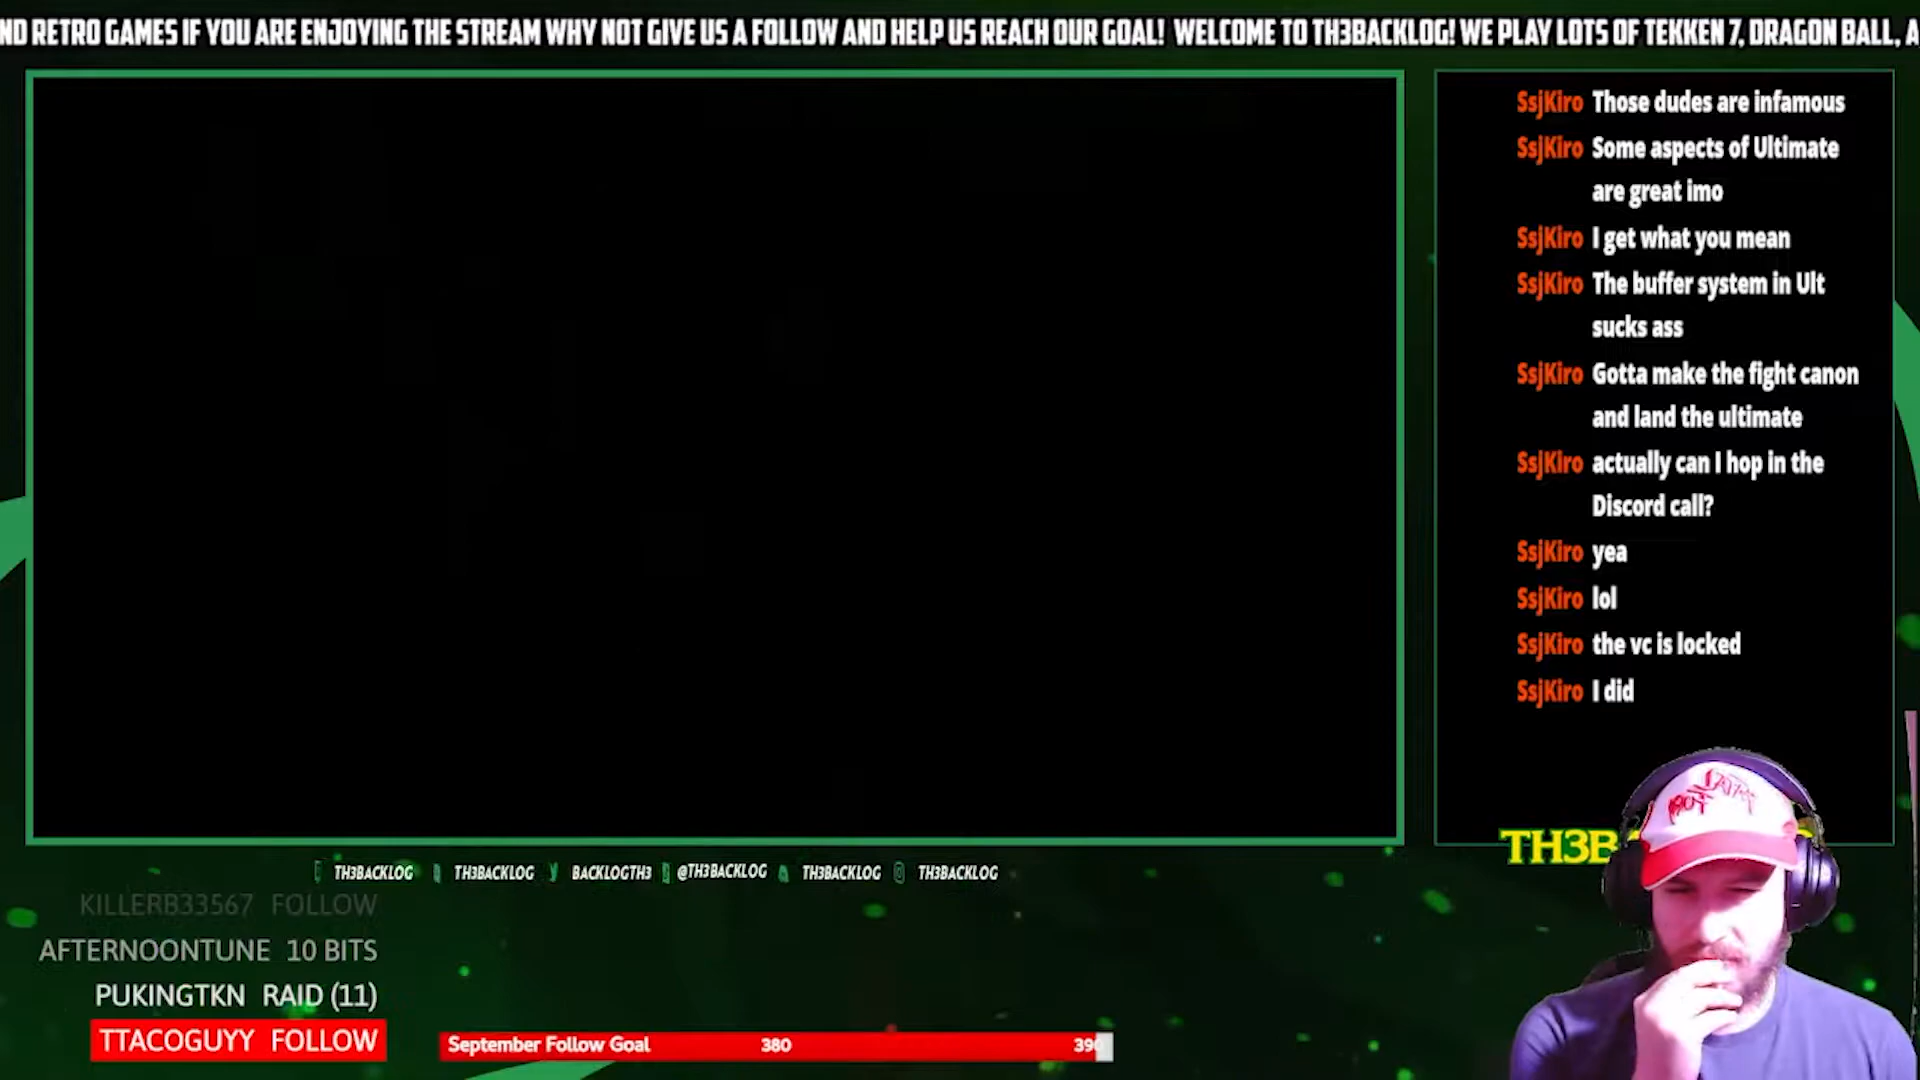 ND RETRO GAMES IF YOU ARE ENJOYING THE STREAM WHY NOT GIVE US A FOLLOW AND HELP US REACH OUR GOAL! WELCOME TO TH3BACKLOG! WE PLAY LOTS OF TEKKEN 7, DRAGON BALL, A
SsjKiro Those dudes are infamous
SsjKiro Some aspects of Ultimate
are great imo
SsjKiro I get what you mean
SsjKiro The buffer system in Ult
sucks ass
SsjKiro Gotta make the fight canon
and land the ultimate
SsjKiro actually can I hop in the
Discord call?
SsjKiro yea
SsjKiro lol
SsjKiro the vc is locked
SsjKiro I did
TH3B
TH3BACKLOG TH3BACKLOG BACKLOGTH3 @TH3BACKLOG TH3BACKLOG TH3BACKLOG
KILLERB33567 FOLLOW
AFTERNOONTUNE 10 BITS
PUKINGTKN RAID (11)
TTACOGUYY FOLLOW
September Follow Goal 380 390